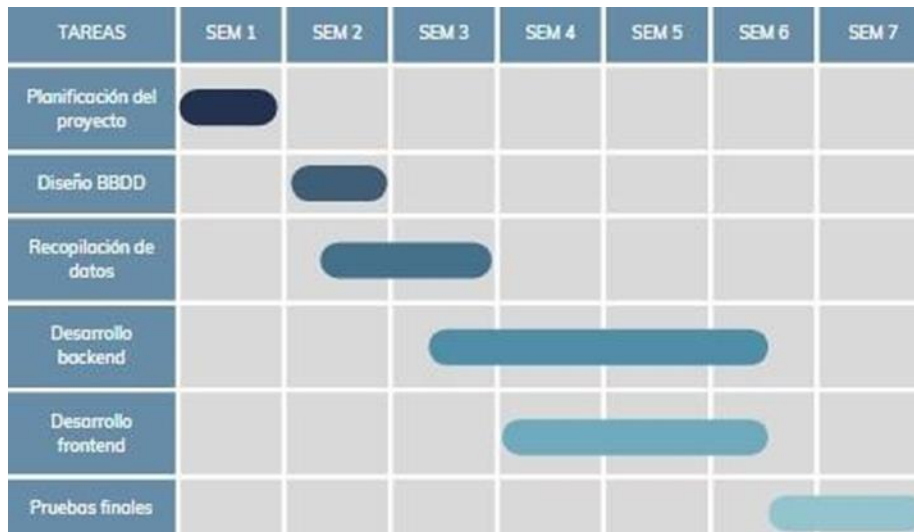 TAREAS SEM 1 SEM 2 SEM 3 SEM 4 SEM 5 SEM 6 SEM 7
Planificación del
proyecto
Diseño BBDD
Recopilación de
datos
Desarrollo
backend
Desarrollo
frontend
Pruebas finales